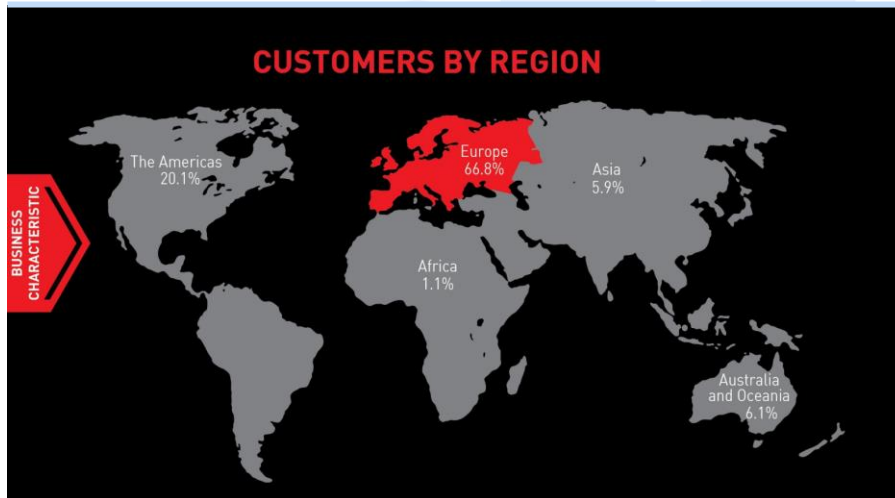 CUSTOMERS BY REGION
The Americas
20.1%
Europe
66.8%
Asia
5.9%
BUSINESS
CHARACTERISTIC
Africa
1.1%
Australia
and Oceania
6.1%